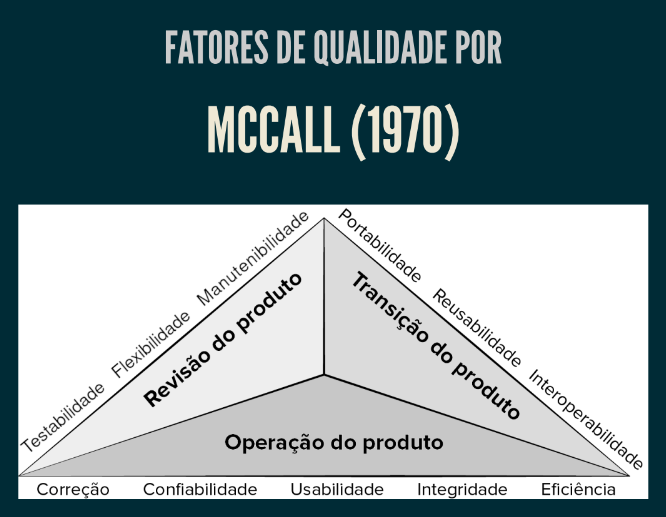 FATORES DE QUALIDADE POR
MCCALL (1970)
Manutenibilidade
Flexibilidade
Testabilidade
Revisão do produto
Portabilidade
Reusabilidade
Interoperabilidade
Transição do produto
Operação do produto
Correção Confiabilidade Usabilidade Integridade Eficiência